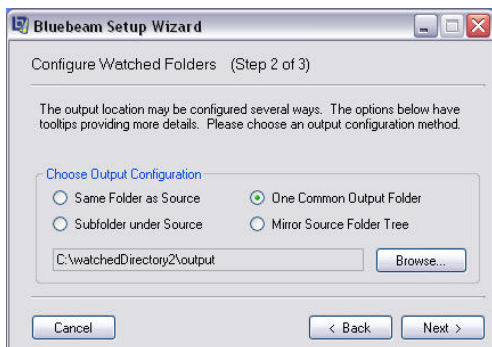 Bluebeam Setup Wizard
Configure Watched Folders (Step 2 of 3)
The output location may be configured several ways. The options below have
tooltips providing more details. Please choose an output configuration method.
Choose Output Configuration
Same Folder as Source
One Common Output Folder
Subfolder under Source
Mirror Source Folder Tree
C:\watchedDirectory2\output
Browse...
Cancel
< Back
Next >